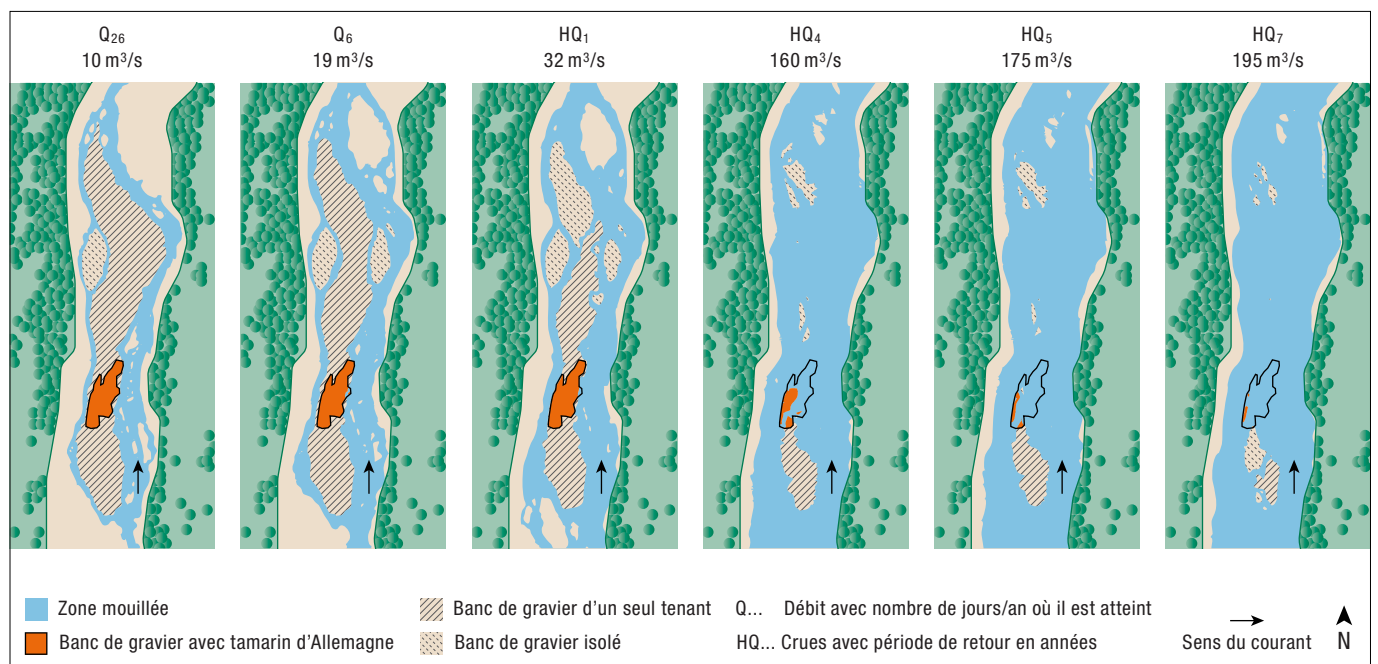 Q₂₆
10 m³/s
Q₆
19 m³/s
HQ₁
32 m³/s
HQ₄
160 m³/s
HQ₅
175 m³/s
HQ₇
195 m³/s
Zone mouillée
Banc de gravier avec tamarin d'Allemagne
Banc de gravier d'un seul tenant
Banc de gravier isolé
Q... Débit avec nombre de jours/an où il est atteint
HQ... Crues avec période de retour en années
Sens du courant
N